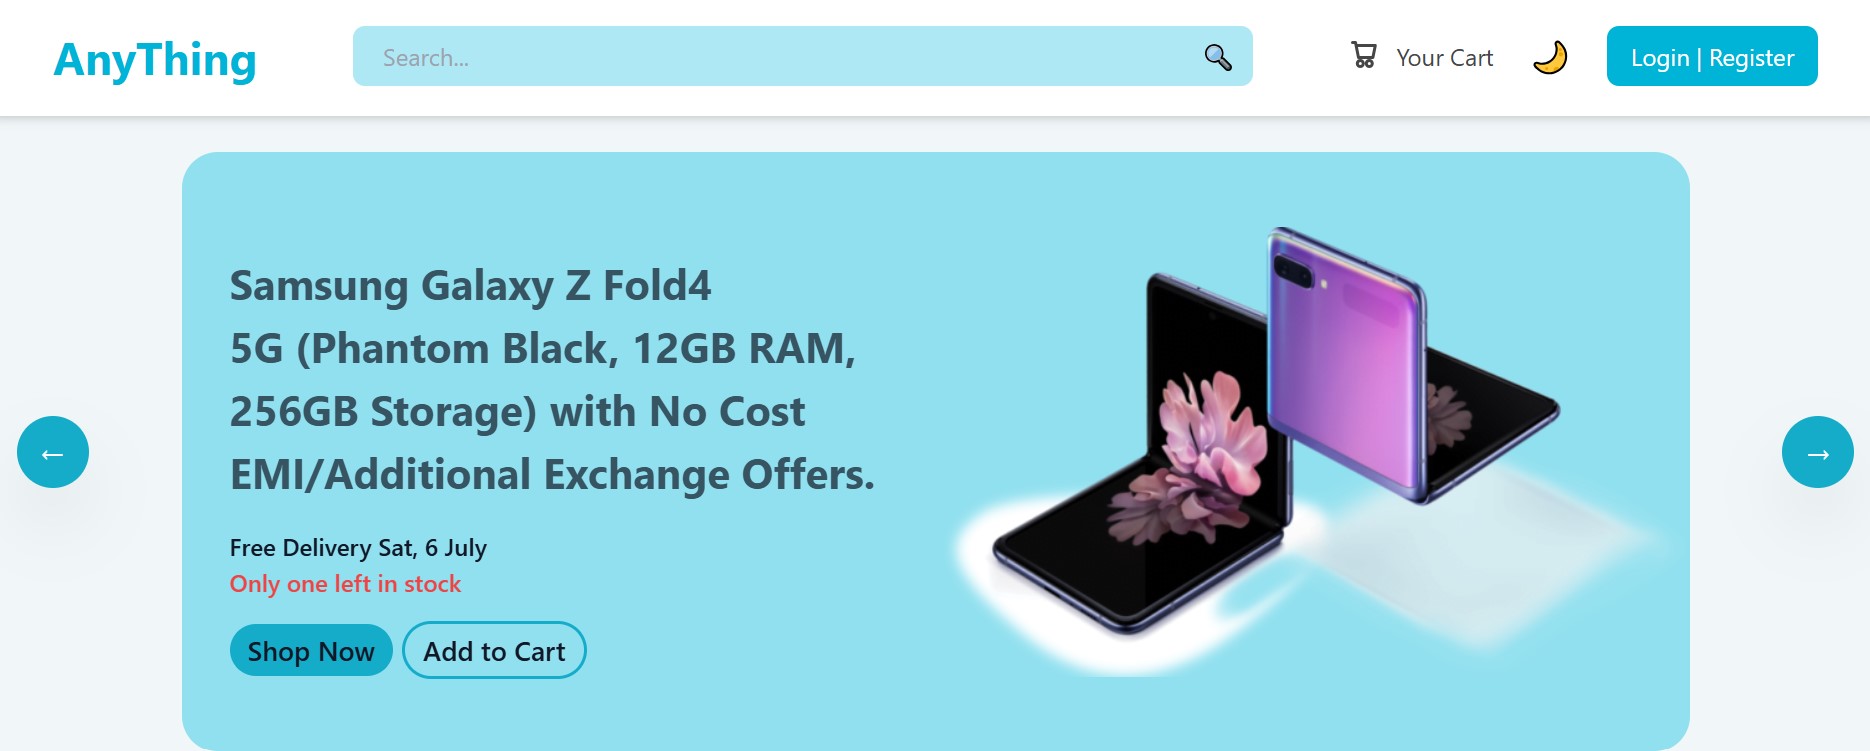 AnyThing
Search...
Your Cart
Login | Register
Samsung Galaxy Z Fold4
5G (Phantom Black, 12GB RAM,
256GB Storage) with No Cost
EMI/Additional Exchange Offers.
Free Delivery Sat, 6 July
Only one left in stock
Shop Now
Add to Cart